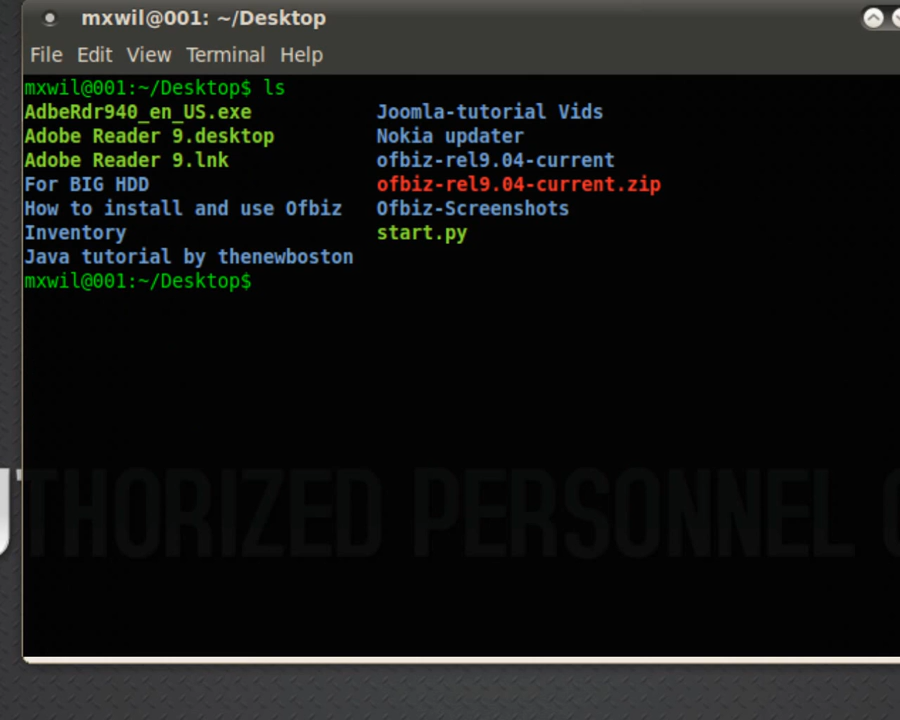 mxwil@001: ~/Desktop
File Edit View Terminal Help
mxwil@001:~/Desktop$ ls
AdbeRdr940_en_US.exe Joomla-tutorial Vids
Adobe Reader 9.desktop Nokia updater
Adobe Reader 9.lnk ofbiz-rel9.04-current
For BIG HDD ofbiz-rel9.04-current.zip
How to install and use Ofbiz Ofbiz-Screenshots
Inventory start.py
Java tutorial by thenewboston
mxwil@001:~/Desktop$
UTHORIZED PERSONNEL